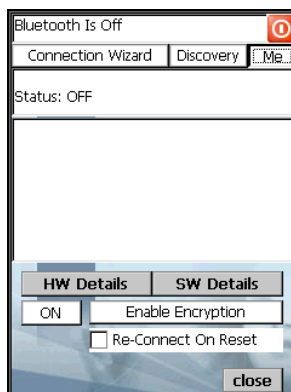 Bluetooth Is Off
Connection Wizard Discovery Me
Status: OFF
HW Details SW Details
ON Enable Encryption
Re-Connect On Reset
close